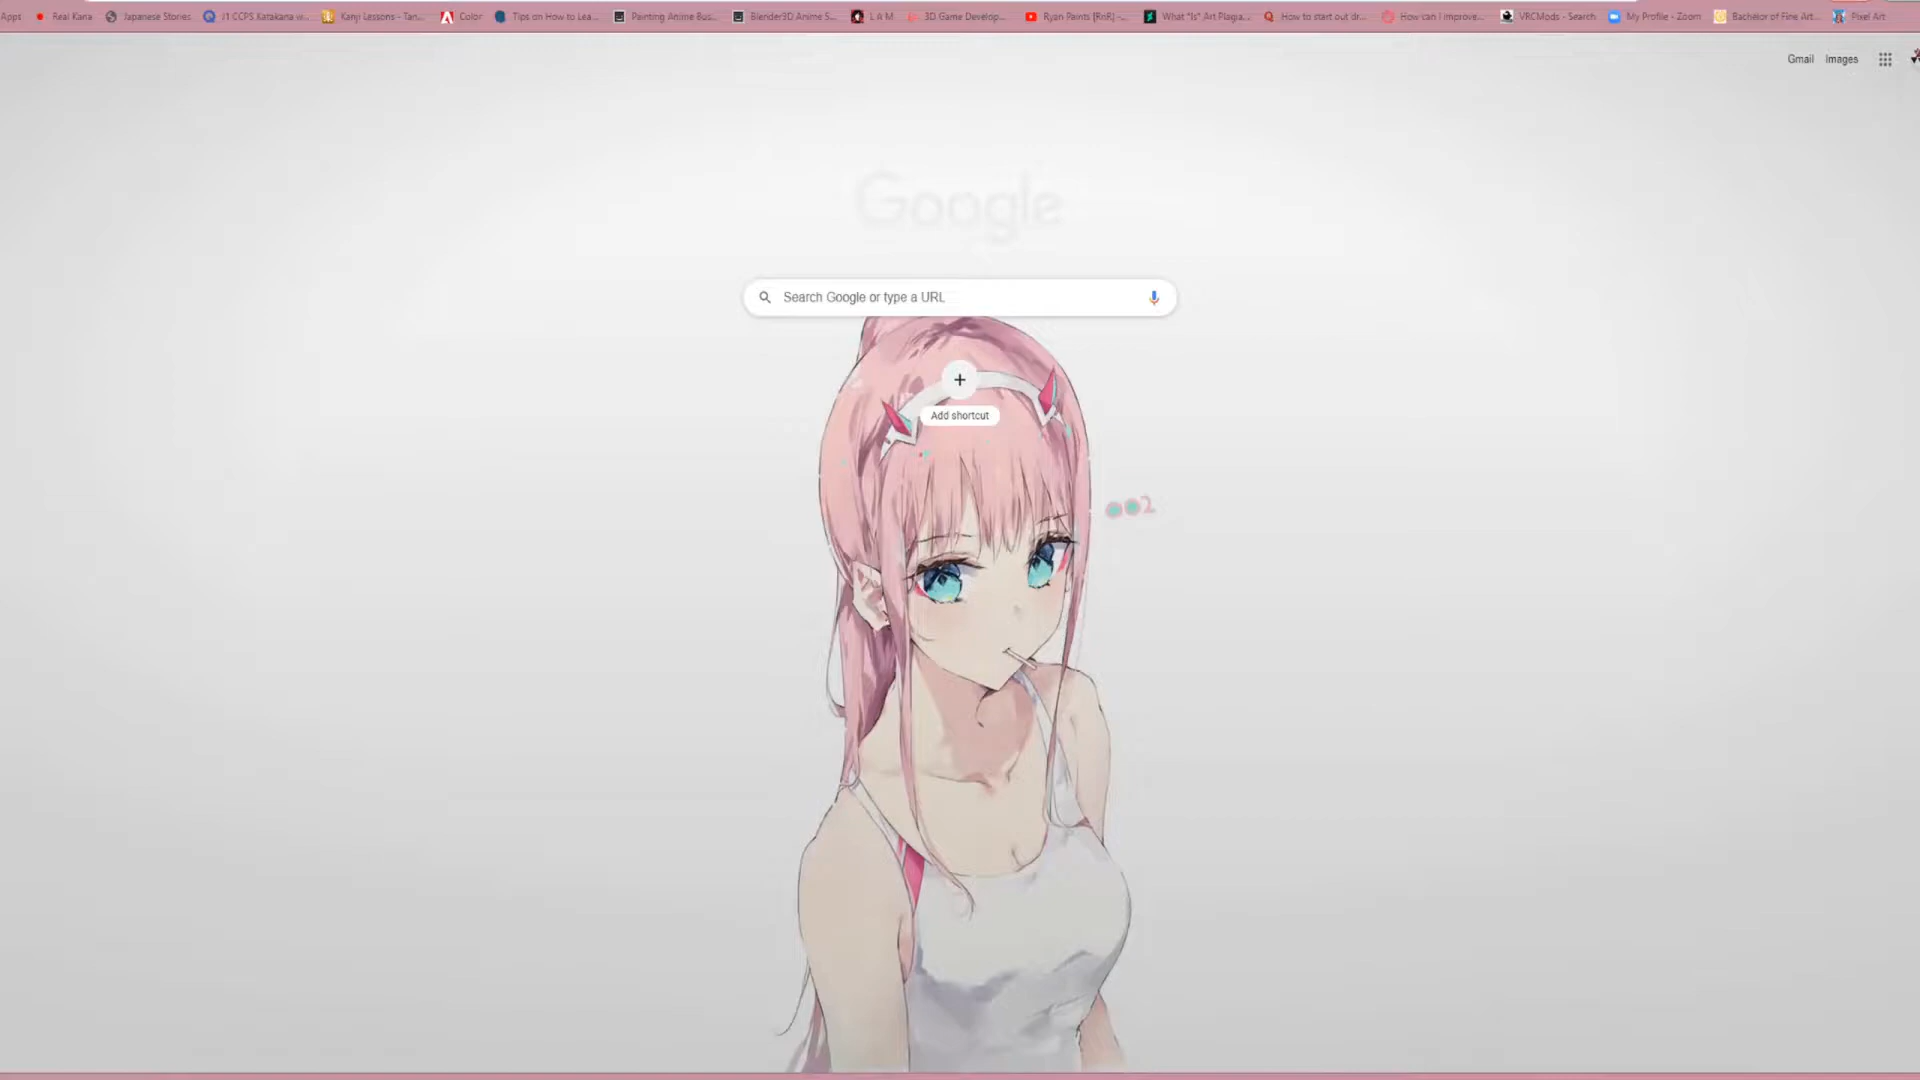 Apps Real Kana Japanese Stories J1 CCPS Katakana w... Kanji Lessons - Tan... Color Tips on How to Lea... Painting Anime Bus... Blender3D Anime S... L A M 3D Game Develop... Ryan Paints [RnR] -... What "Is" Art Plagia... How to start out dr... How can I improve... VRCMods - Search My Profile - Zoom Bachelor of Fine Art... Pixel Art
Gmail Images
Google
Search Google or type a URL
Add shortcut
002